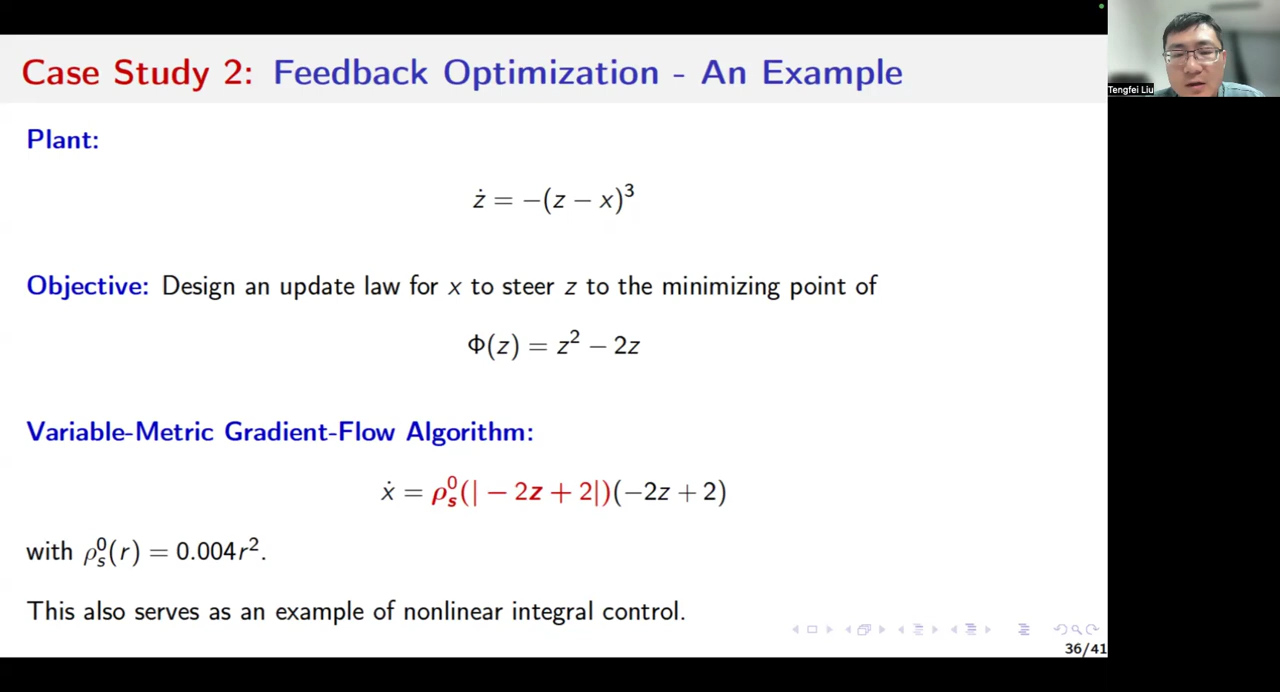 Case Study 2: Feedback Optimization - An Example
Tengfei Liu
Plant:
ż = −(z − x)³
Objective: Design an update law for x to steer z to the minimizing point of
Φ(z) = z² − 2z
Variable-Metric Gradient-Flow Algorithm:
ẋ = ρₛ⁰(| − 2z + 2|)(−2z + 2)
with ρₛ⁰(r) = 0.004r².
This also serves as an example of nonlinear integral control.
36/41